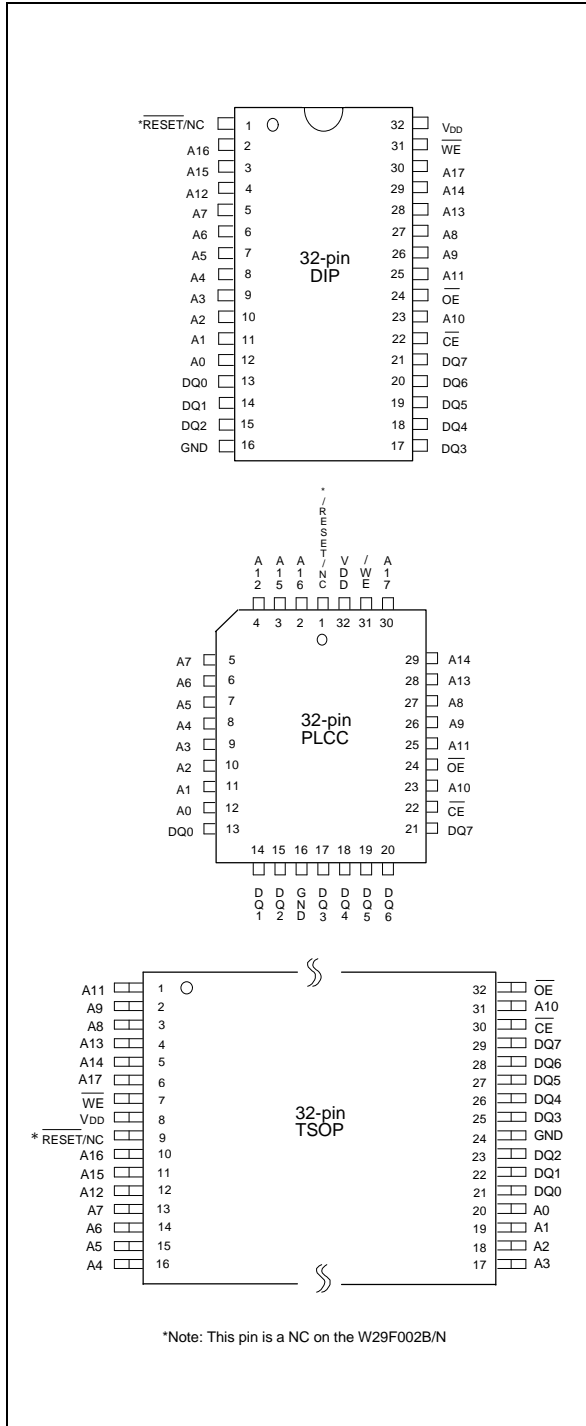 *RESET/NC 1 32 VDD
A16 2 31 WE
A15 3 30 A17
A12 4 29 A14
A7 5 28 A13
A6 6 27 A8
A5 7 26 A9
32-pin
DIP
A4 8 25 A11
A3 9 24 OE
A2 10 23 A10
A1 11 22 CE
A0 12 21 DQ7
DQ0 13 20 DQ6
DQ1 14 19 DQ5
DQ2 15 18 DQ4
GND 16 17 DQ3
A12 A15 A16 */RESET/NC VDD /WE A17
4 3 2 1 32 31 30
A7 5 29 A14
A6 6 28 A13
A5 7 27 A8
A4 8 26 A9
32-pin
PLCC
A3 9 25 A11
A2 10 24 OE
A1 11 23 A10
A0 12 22 CE
DQ0 13 21 DQ7
14 15 16 17 18 19 20
DQ1 DQ2 GND DQ3 DQ4 DQ5 DQ6
A11 1 32 OE
A9 2 31 A10
A8 3 30 CE
A13 4 29 DQ7
A14 5 28 DQ6
A17 6 27 DQ5
WE 7 26 DQ4
VDD 8 25 DQ3
32-pin
TSOP
* RESET/NC 9 24 GND
A16 10 23 DQ2
A15 11 22 DQ1
A12 12 21 DQ0
A7 13 20 A0
A6 14 19 A1
A5 15 18 A2
A4 16 17 A3
*Note: This pin is a NC on the W29F002B/N